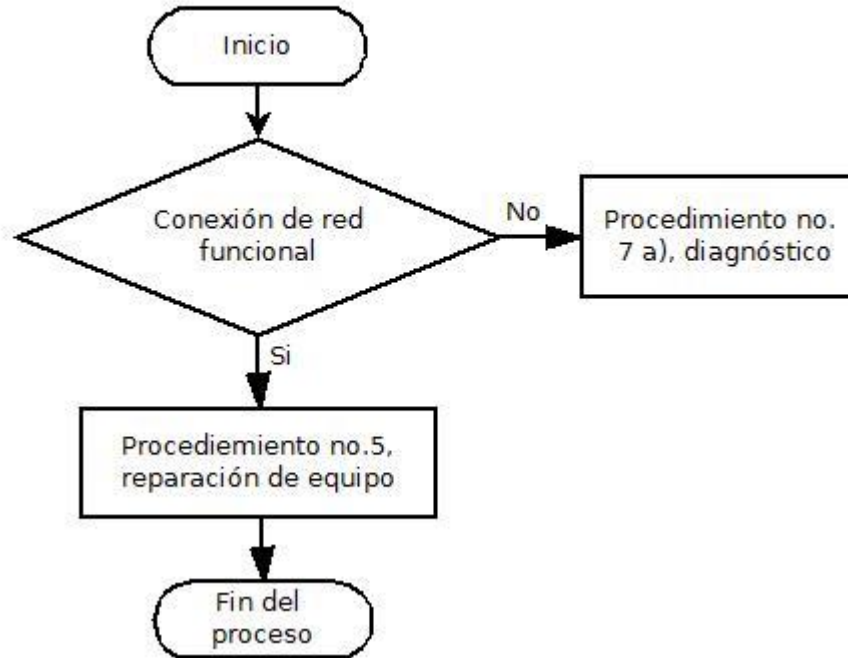 Inicio
Conexión de red
funcional
No
Procedimiento no.
7 a), diagnóstico
Si
Procediemiento no.5,
reparación de equipo
Fin del
proceso